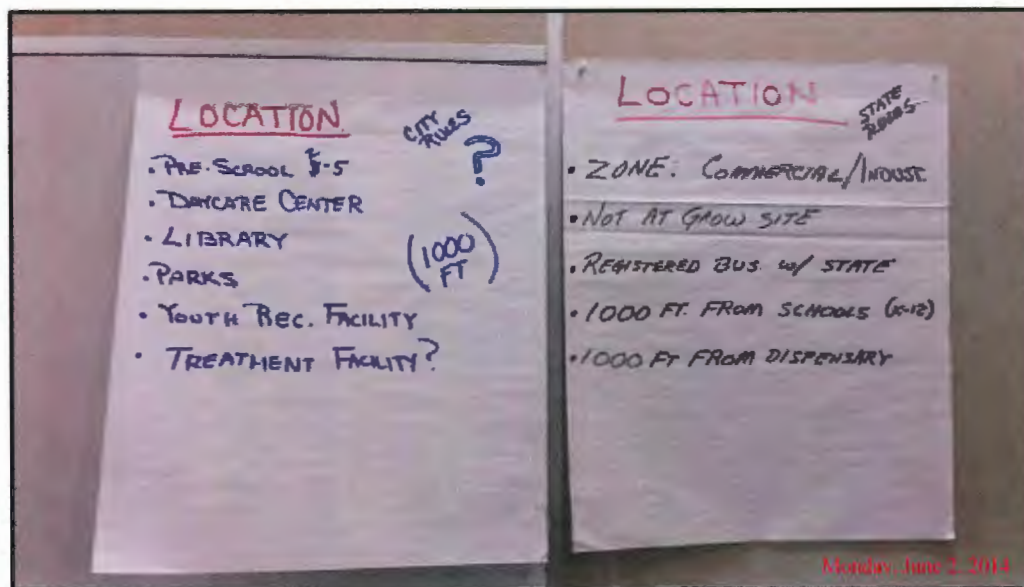 LOCATION
CITY RULES
?
• PRE-SCHOOL -5
• DAYCARE CENTER
• LIBRARY
(1000 FT)
• PARKS
• YOUTH REC. FACILITY
• TREATMENT FACILITY?
LOCATION
STATE RULES
• ZONE: COMMERCIAL/INDUST.
• NOT AT GROW SITE
• REGISTERED BUS. w/ STATE
• 1000 FT. FROM SCHOOLS (K-12)
• 1000 FT FROM DISPENSARY
Monday, June 2, 2014